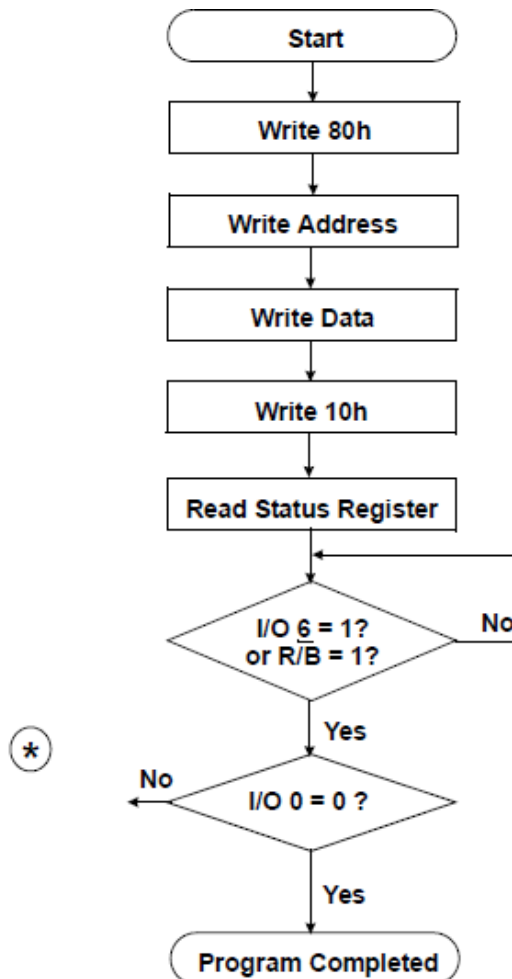 Start
Write 80h
Write Address
Write Data
Write 10h
Read Status Register
I/O 6 = 1?
or R/B̅ = 1?
No
Yes
*
No
I/O 0 = 0 ?
Yes
Program Completed